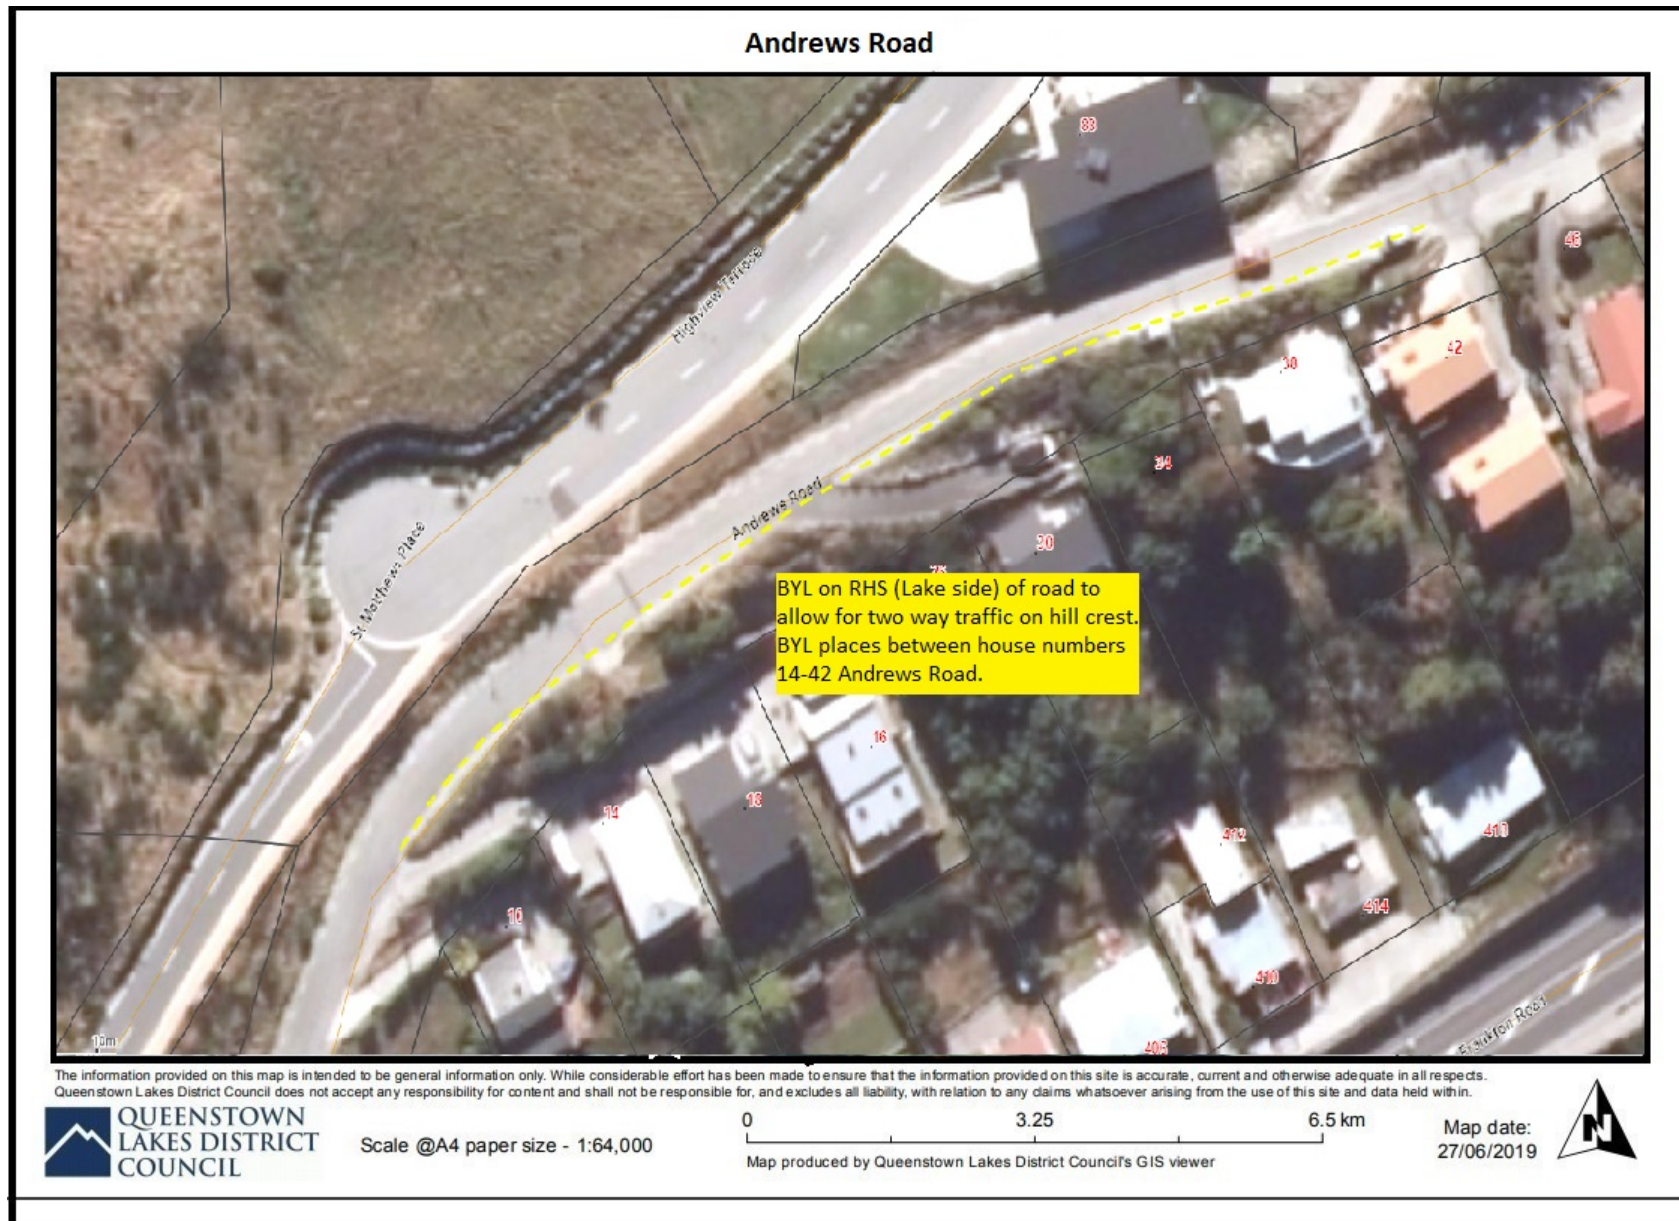 Andrews Road
83
Highview Terrace
46
42
38
34
Andrews Road
30
St Mathews Place
BYL on RHS (Lake side) of road to
allow for two way traffic on hill crest.
BYL places between house numbers
14-42 Andrews Road.
16
14
412
414
10
410
Frankton Road
10m
The information provided on this map is intended to be general information only. While considerable effort has been made to ensure that the information provided on this site is accurate, current and otherwise adequate in all respects.
Queenstown Lakes District Council does not accept any responsibility for content and shall not be responsible for, and excludes all liability, with relation to any claims whatsoever arising from the use of this site and data held within.
QUEENSTOWN
LAKES DISTRICT
COUNCIL
Scale @A4 paper size - 1:64,000
0
3.25
6.5 km
Map produced by Queenstown Lakes District Council's GIS viewer
Map date:
27/06/2019
N